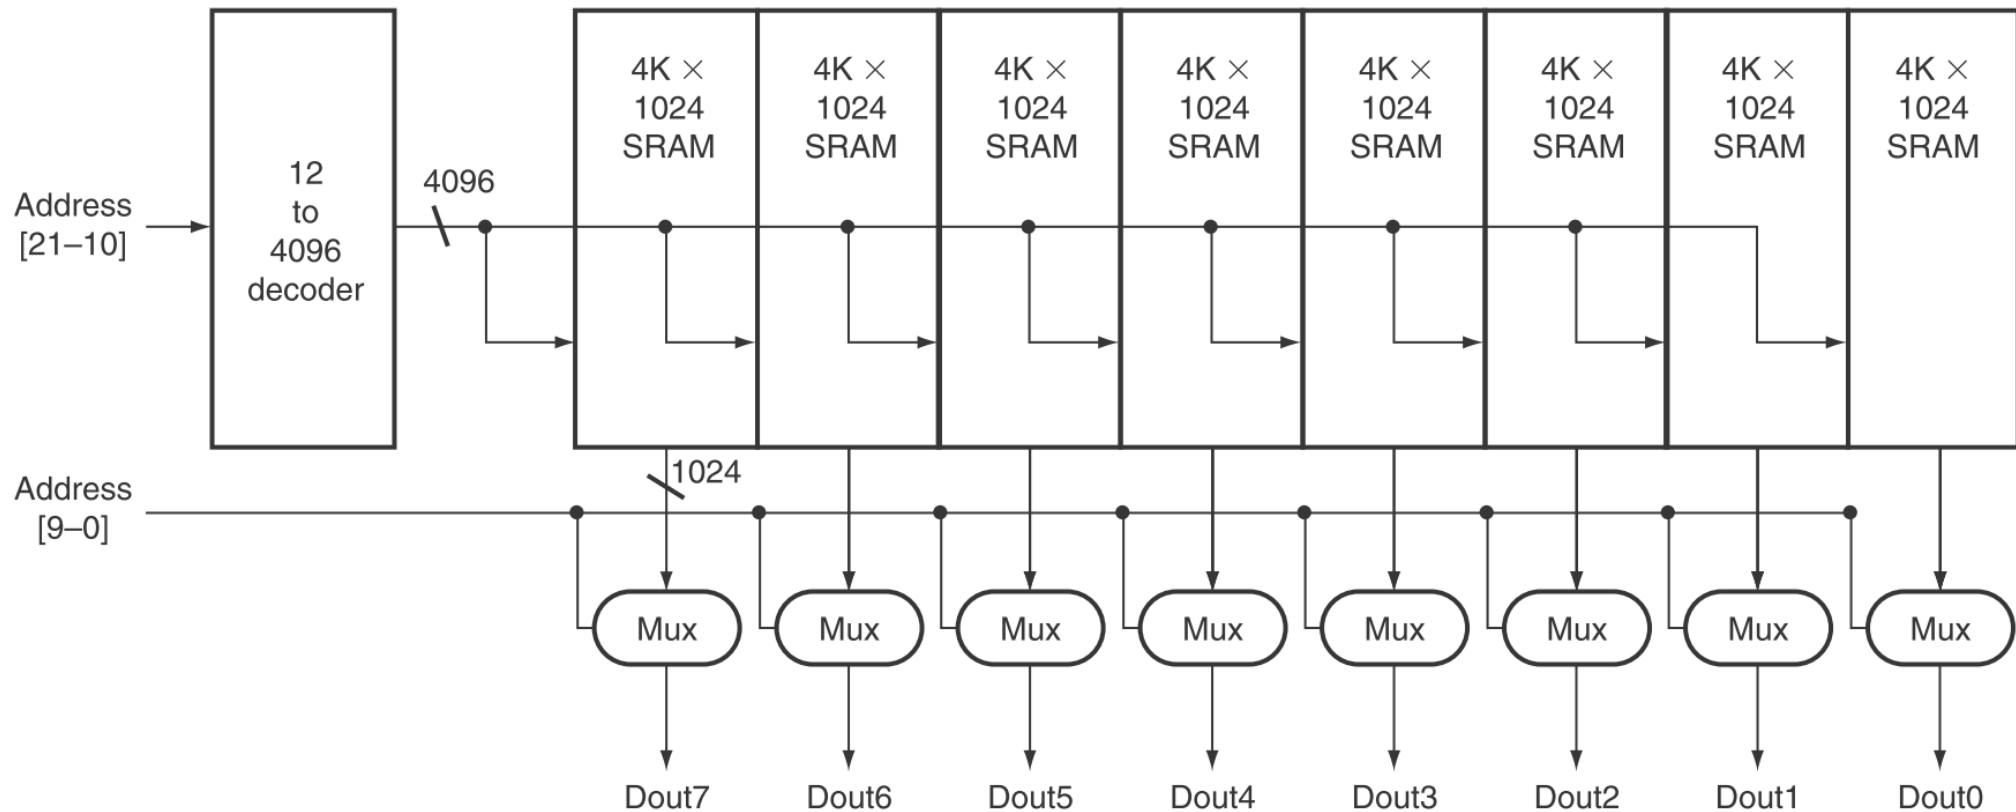 4K ×
1024
SRAM
4K ×
1024
SRAM
4K ×
1024
SRAM
4K ×
1024
SRAM
4K ×
1024
SRAM
4K ×
1024
SRAM
4K ×
1024
SRAM
4K ×
1024
SRAM
12
to
4096
decoder
4096
Address
[21–10]
1024
Address
[9–0]
Mux
Mux
Mux
Mux
Mux
Mux
Mux
Mux
Dout7
Dout6
Dout5
Dout4
Dout3
Dout2
Dout1
Dout0